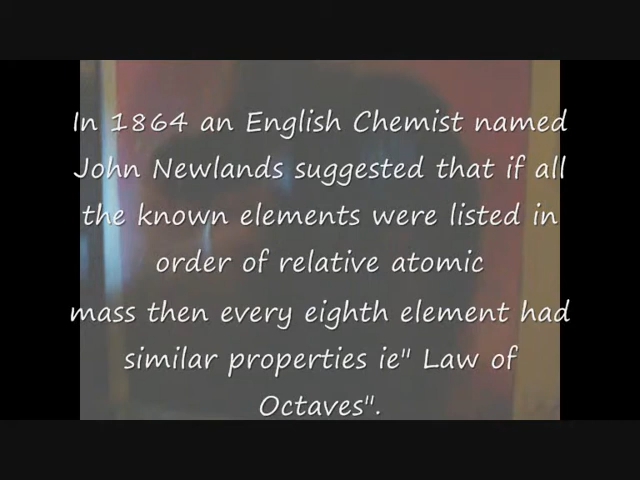 In 1864 an English Chemist named
John Newlands suggested that if all
the known elements were listed in
order of relative atomic
mass then every eighth element had
similar properties ie" Law of
Octaves".